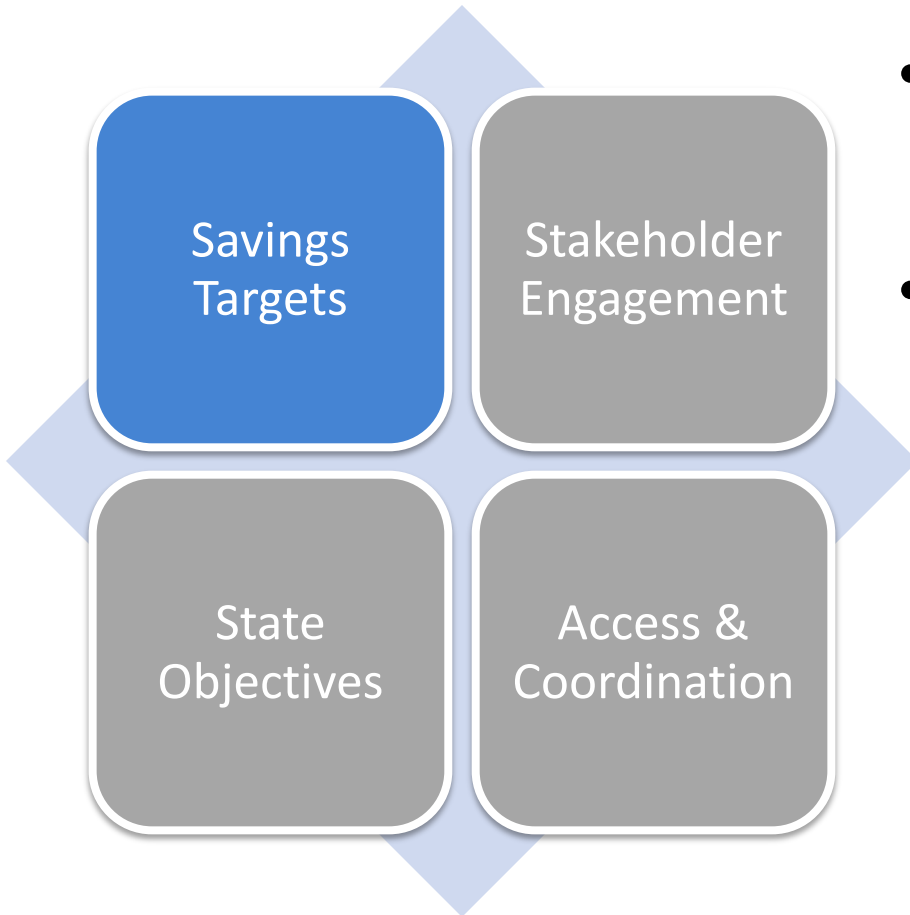 Savings
Targets
Stakeholder
Engagement
State
Objectives
Access &
Coordination